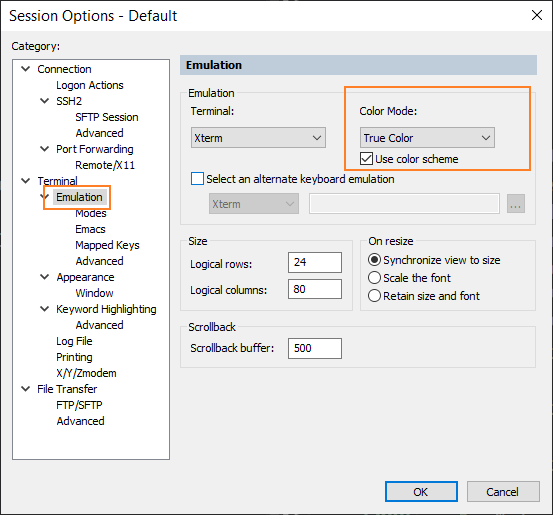 Session Options - Default
Category:
Connection
Logon Actions
SSH2
SFTP Session
Advanced
Port Forwarding
Remote/X11
Terminal
Emulation
Modes
Emacs
Mapped Keys
Advanced
Appearance
Window
Keyword Highlighting
Advanced
Log File
Printing
X/Y/Zmodem
File Transfer
FTP/SFTP
Advanced
Emulation
Emulation
Terminal:
Xterm
Color Mode:
True Color
Use color scheme
Select an alternate keyboard emulation
Xterm
...
Size
Logical rows: 24
Logical columns: 80
On resize
Synchronize view to size
Scale the font
Retain size and font
Scrollback
Scrollback buffer: 500
OK
Cancel